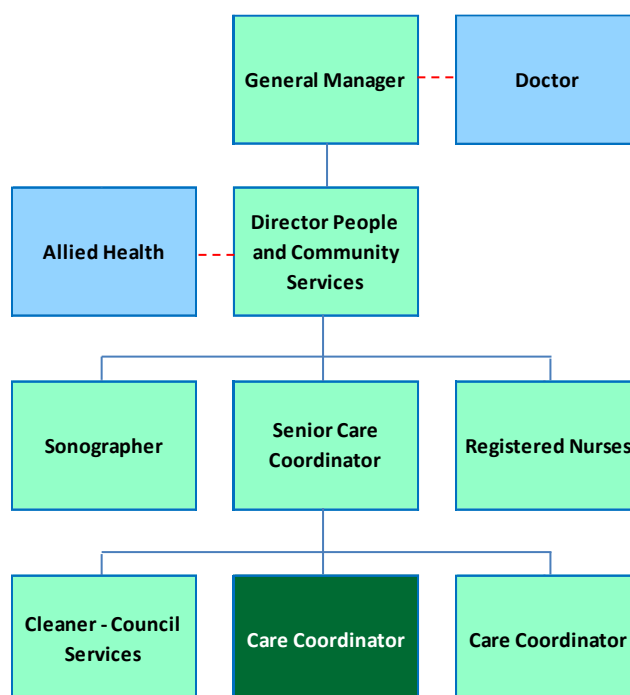 General Manager
Doctor
Allied Health
Director People
and Community
Services
Sonographer
Senior Care
Coordinator
Registered Nurses
Cleaner - Council
Services
Care Coordinator
Care Coordinator